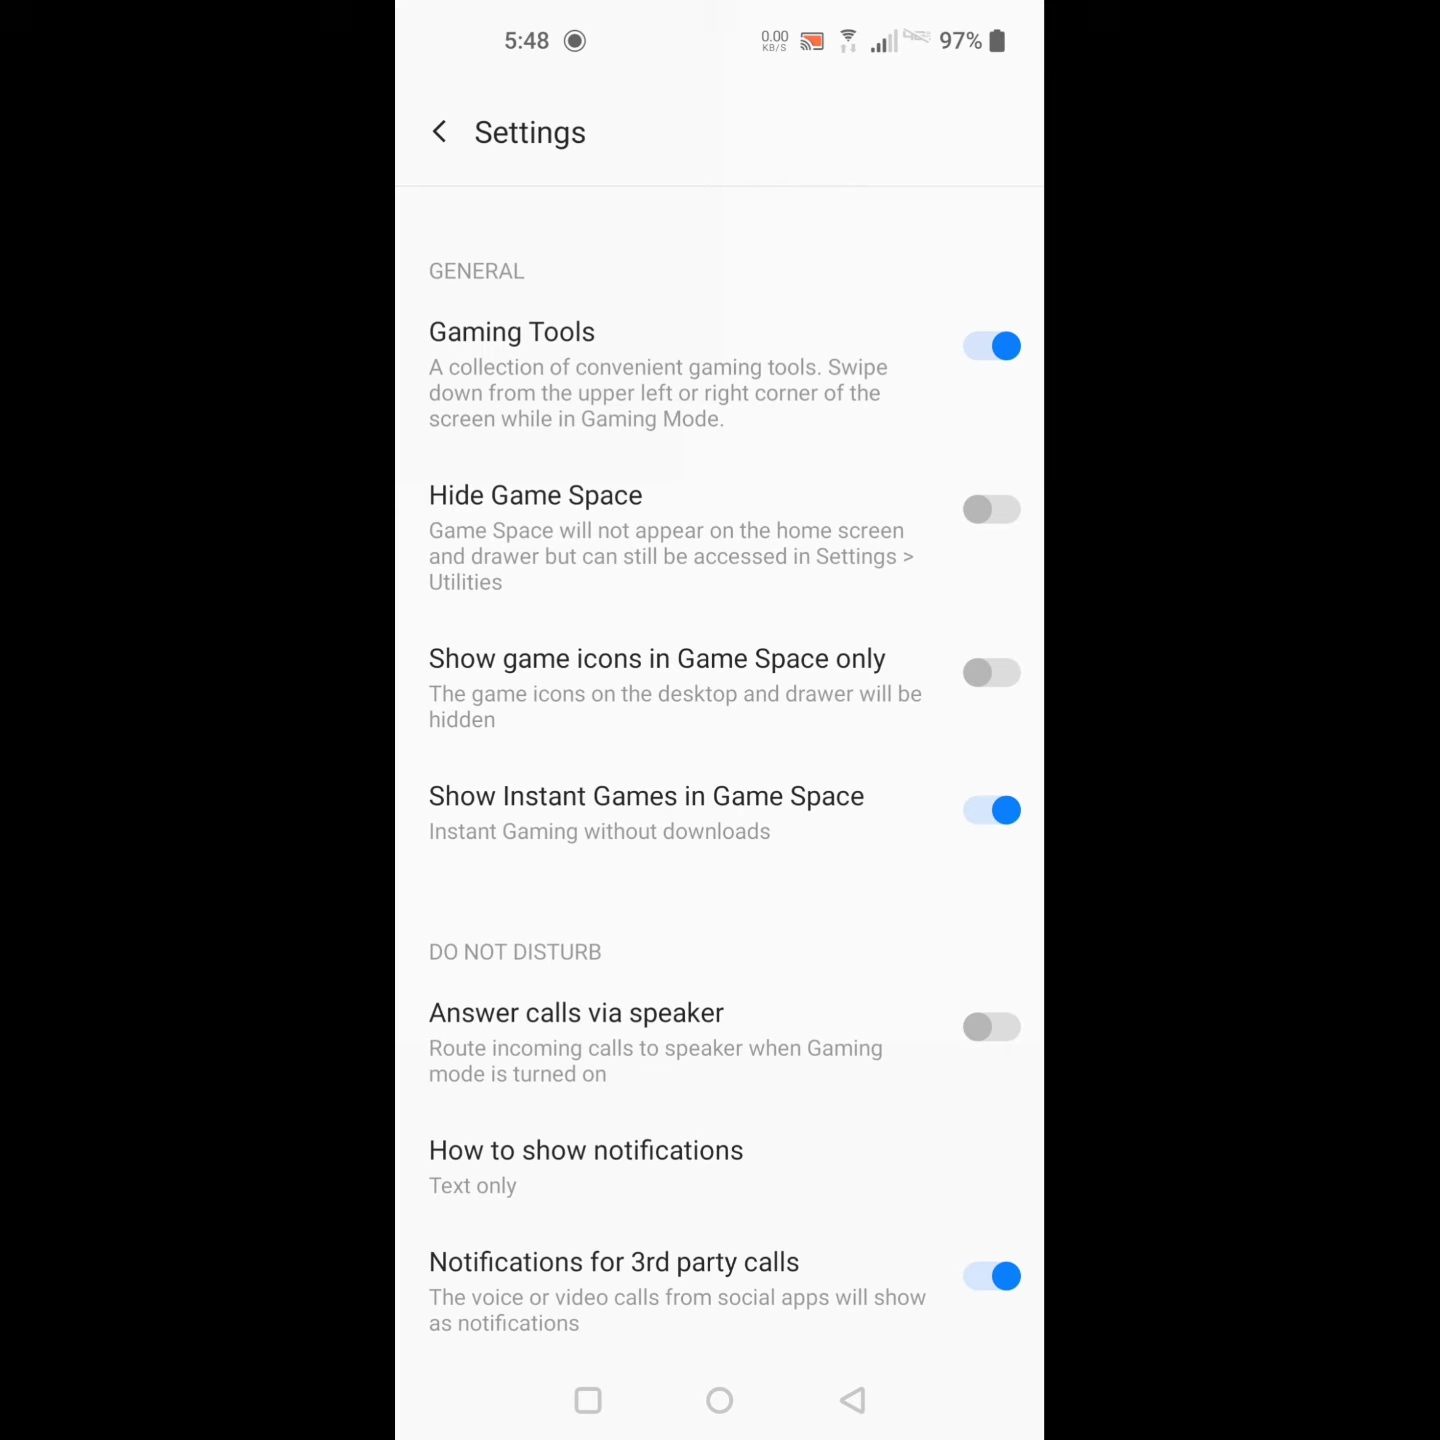 5:48
0.00
KB/S
97%
Settings
GENERAL
Gaming Tools
A collection of convenient gaming tools. Swipe
down from the upper left or right corner of the
screen while in Gaming Mode.
Hide Game Space
Game Space will not appear on the home screen
and drawer but can still be accessed in Settings >
Utilities
Show game icons in Game Space only
The game icons on the desktop and drawer will be
hidden
Show Instant Games in Game Space
Instant Gaming without downloads
DO NOT DISTURB
Answer calls via speaker
Route incoming calls to speaker when Gaming
mode is turned on
How to show notifications
Text only
Notifications for 3rd party calls
The voice or video calls from social apps will show
as notifications